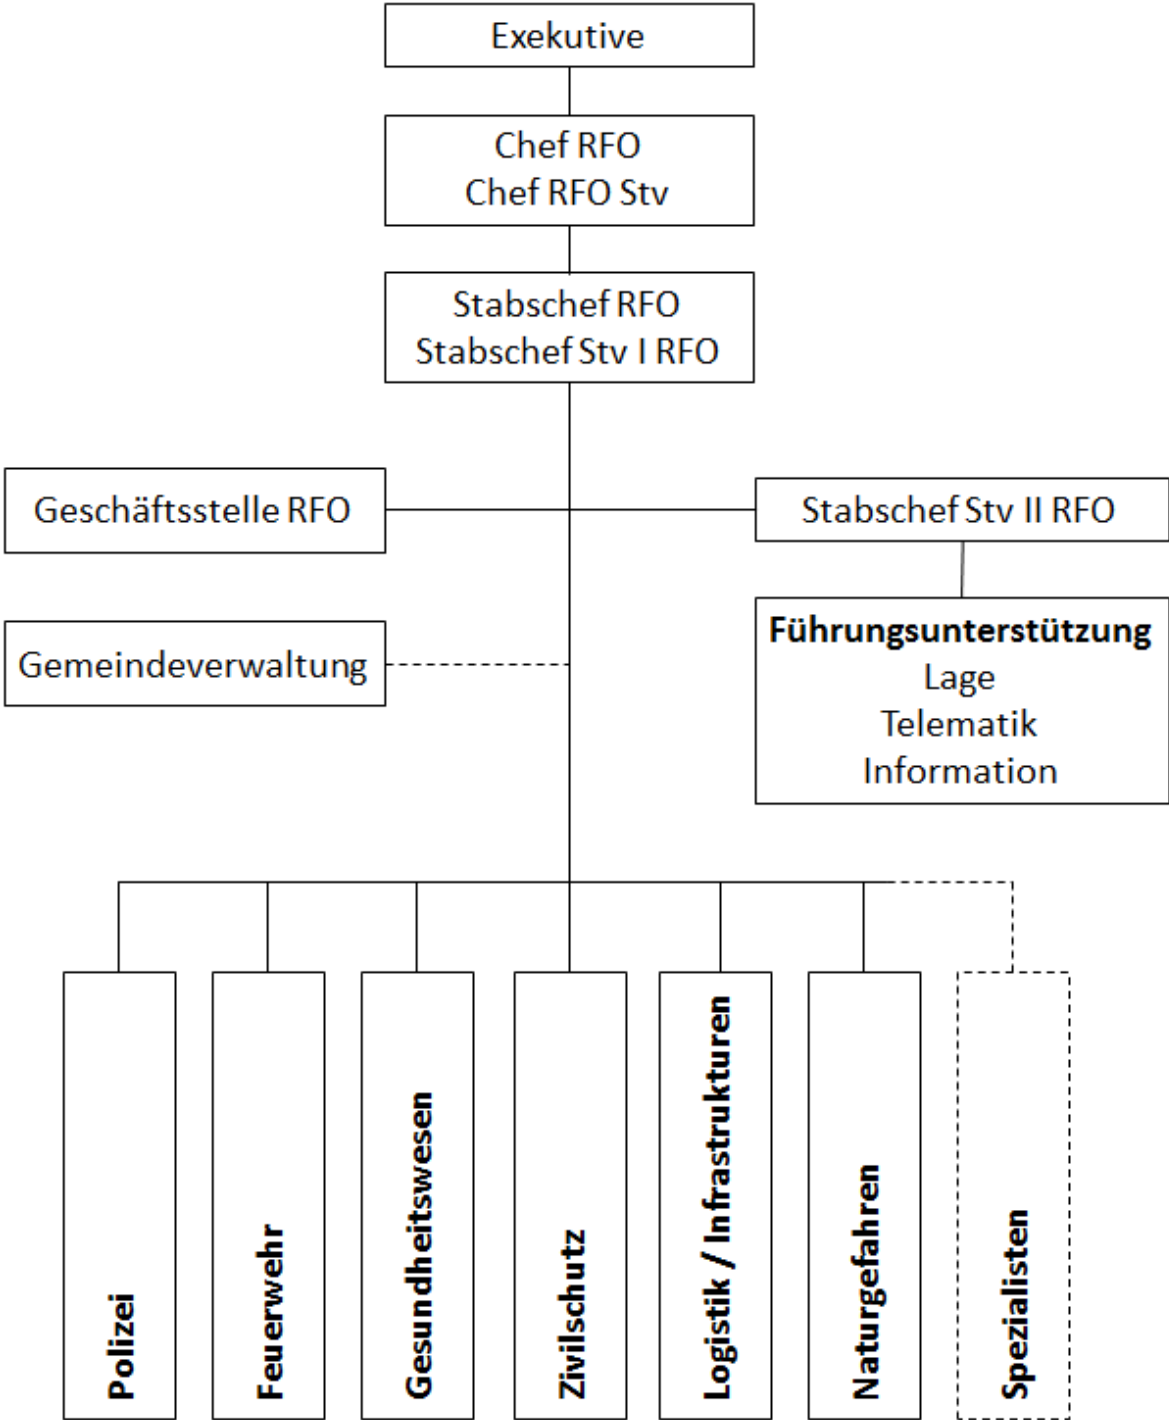 Exekutive
Chef RFO
Chef RFO Stv
Stabschef RFO
Stabschef Stv I RFO
Geschäftsstelle RFO
Stabschef Stv II RFO
Gemeindeverwaltung
Führungsunterstützung
Lage
Telematik
Information
Polizei
Feuerwehr
Gesundheitswesen
Zivilschutz
Logistik / Infrastrukturen
Naturgefahren
Spezialisten